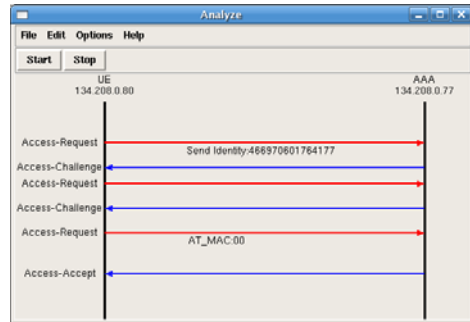 Analyze
File Edit Options Help
Start Stop
UE AAA
134.208.0.80 134.208.0.77
Access-Request
Send Identity:466970601764177
Access-Challenge
Access-Request
Access-Challenge
Access-Request
AT_MAC:00
Access-Accept